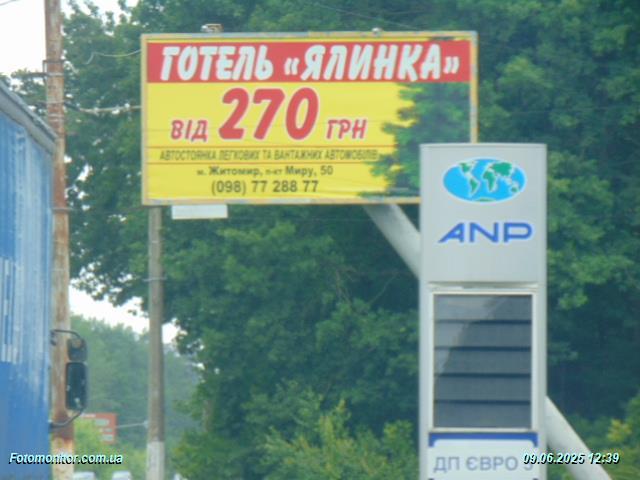 ГОТЕЛЬ «ЯЛИНКА»
ВІД 270 ГРН
АВТОСТОЯНКА ЛЕГКОВИХ ТА ВАНТАЖНИХ АВТОМОБІЛІВ
м. Житомир, п-кт Миру, 50
(098) 77 288 77
ANP
ДП ЄВРО 5
Fotomonitor.com.ua
09.06.2025 12:39